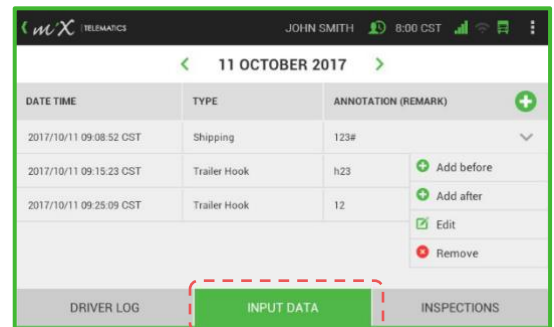 miX TELEMATICS JOHN SMITH 8:00 CST
11 OCTOBER 2017
DATE TIME TYPE ANNOTATION (REMARK)
2017/10/11 09:08:52 CST Shipping 123#
2017/10/11 09:15:23 CST Trailer Hook h23 Add before
2017/10/11 09:25:09 CST Trailer Hook 12 Add after
Edit
Remove
DRIVER LOG INPUT DATA INSPECTIONS